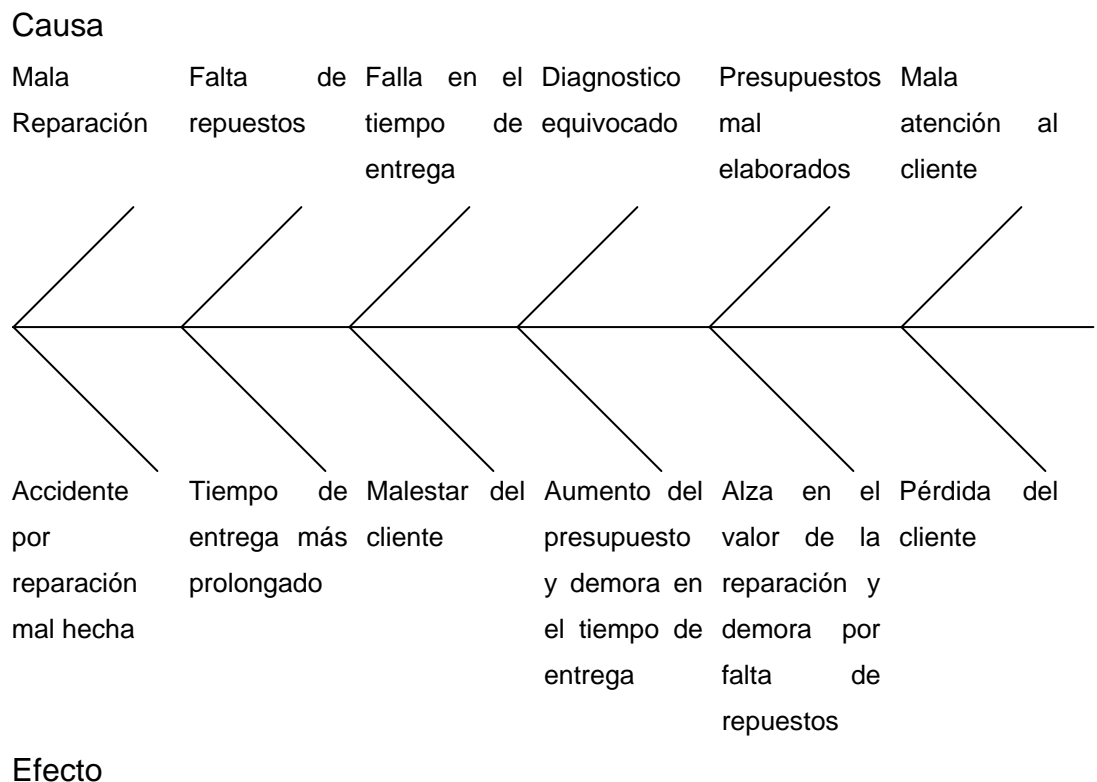 Causa
Mala
Reparación
Falta de
repuestos
Falla en el
tiempo de
entrega
Diagnostico
equivocado
Presupuestos
mal
elaborados
Mala
atención al
cliente
Accidente
por
reparación
mal hecha
Tiempo de
entrega más
prolongado
Malestar del
cliente
Aumento del
presupuesto
y demora en
el tiempo de
entrega
Alza en el
valor de la
reparación y
demora por
falta de
repuestos
Pérdida del
cliente
Efecto